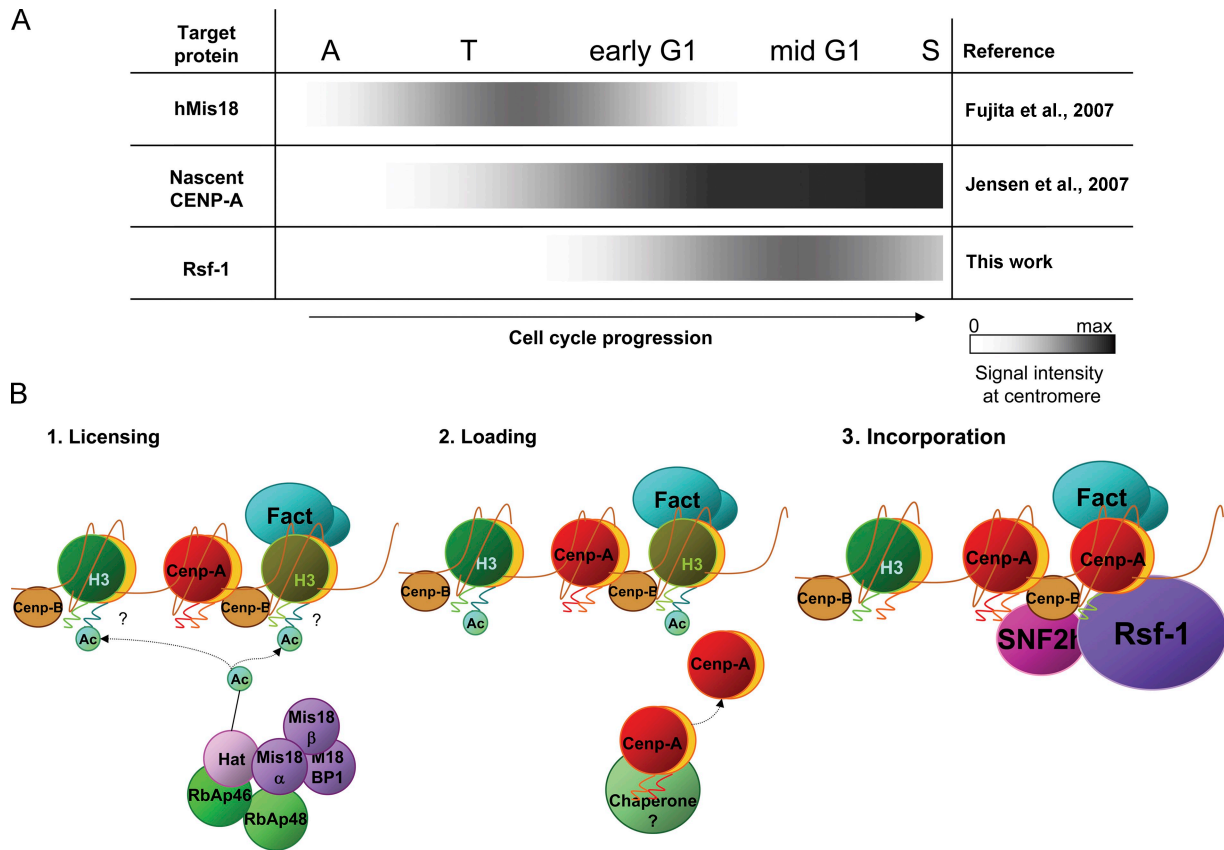 A
Target protein
A T early G1 mid G1 S
Reference
hMis18
Fujita et al., 2007
Nascent CENP-A
Jensen et al., 2007
Rsf-1
This work
Cell cycle progression
0 max
Signal intensity
at centromere
B
1. Licensing
Fact
H3
Cenp-A
H3
Cenp-B
Cenp-B
?
?
Ac
Ac
Ac
Mis18
β
Hat
Mis18
α
M18
BP1
RbAp46
RbAp48
2. Loading
Fact
H3
Cenp-A
H3
Cenp-B
Cenp-B
Ac
Ac
Cenp-A
Cenp-A
Chaperone
?
3. Incorporation
Fact
H3
Cenp-A
Cenp-A
Cenp-B
Cenp-B
SNF2h
Rsf-1